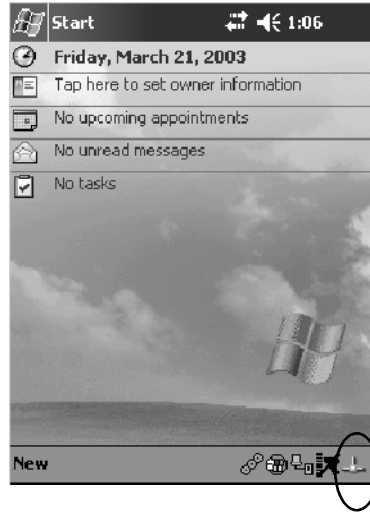 Start 1:06
Friday, March 21, 2003
Tap here to set owner information
No upcoming appointments
No unread messages
No tasks
New